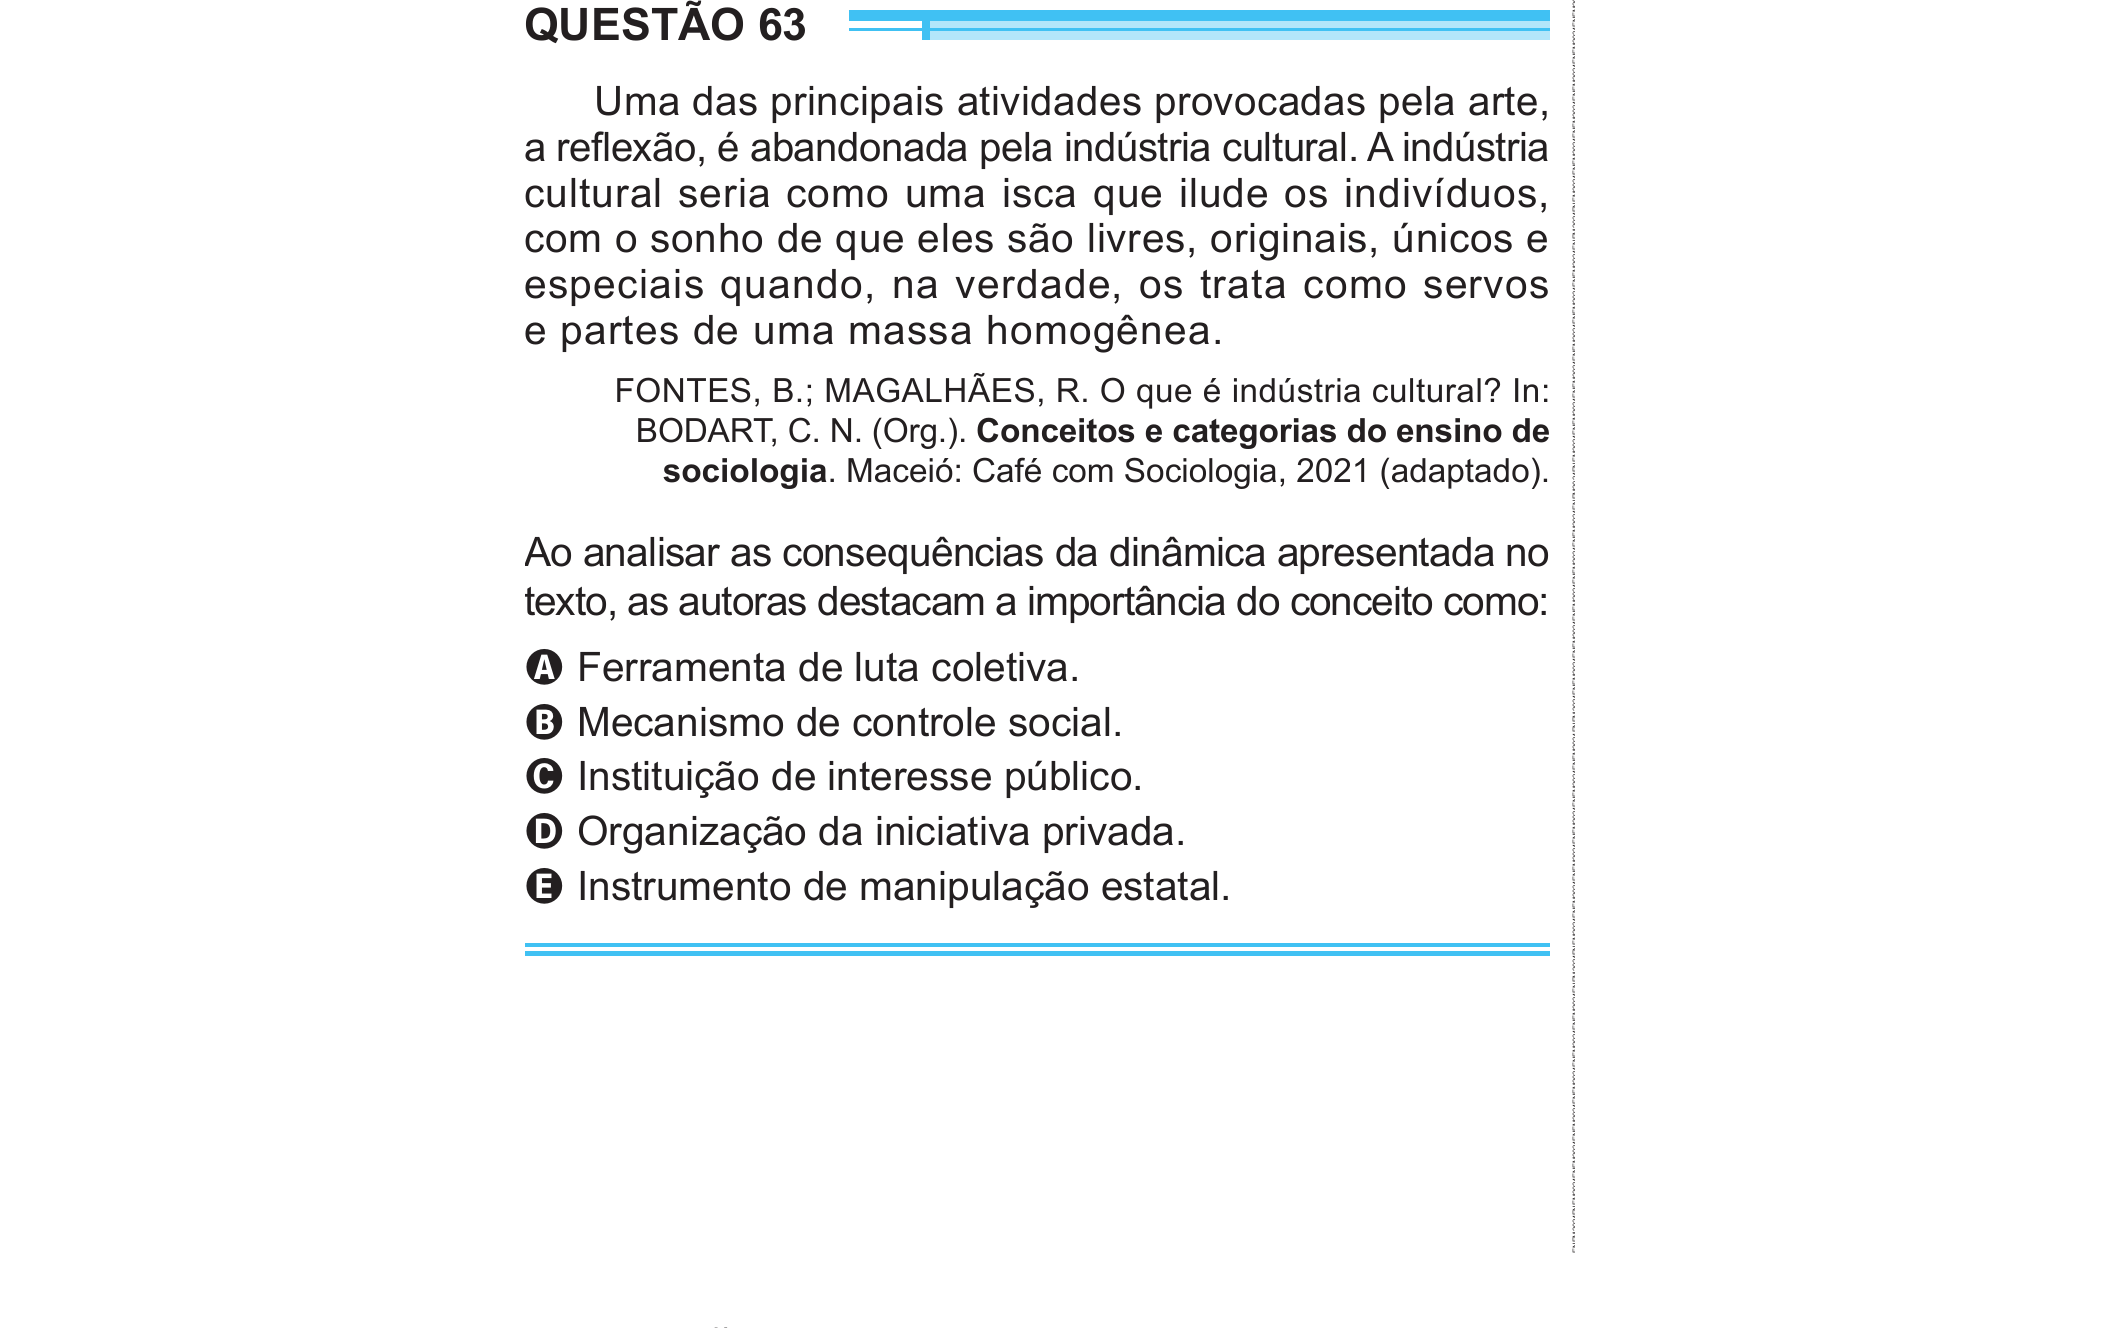 QUESTÃO 63
Uma das principais atividades provocadas pela arte,
a reflexão, é abandonada pela indústria cultural. A indústria
cultural seria como uma isca que ilude os indivíduos,
com o sonho de que eles são livres, originais, únicos e
especiais quando, na verdade, os trata como servos
e partes de uma massa homogênea.
FONTES, B.; MAGALHÃES, R. O que é indústria cultural? In:
BODART, C. N. (Org.). Conceitos e categorias do ensino de
sociologia. Maceió: Café com Sociologia, 2021 (adaptado).
Ao analisar as consequências da dinâmica apresentada no
texto, as autoras destacam a importância do conceito como:
A Ferramenta de luta coletiva.
B Mecanismo de controle social.
C Instituição de interesse público.
D Organização da iniciativa privada.
E Instrumento de manipulação estatal.